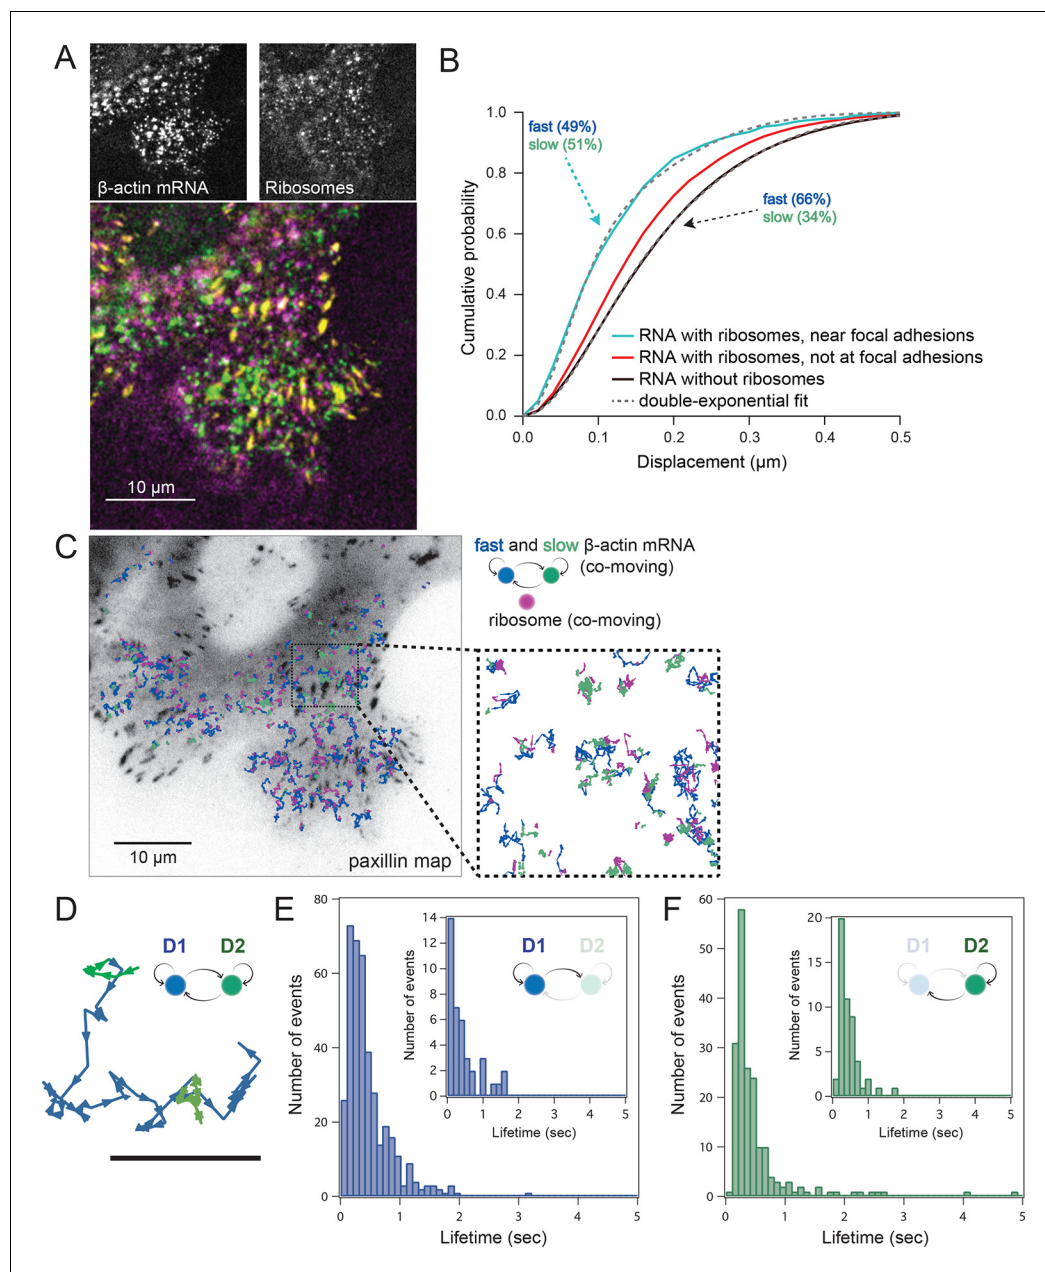 A
β-actin mRNA
Ribosomes
10 µm
B
Cumulative probability
1.0
0.8
0.6
0.4
0.2
0.0
fast (49%)
slow (51%)
fast (66%)
slow (34%)
RNA with ribosomes, near focal adhesions
RNA with ribosomes, not at focal adhesions
RNA without ribosomes
double-exponential fit
0.0 0.1 0.2 0.3 0.4 0.5
Displacement (µm)
C
10 µm
paxillin map
fast and slow β-actin mRNA
(co-moving)
ribosome (co-moving)
D
D1 D2
E
Number of events
80
60
40
20
0
0 1 2 3 4 5
Lifetime (sec)
Number of events
14
12
10
8
6
4
2
0
D1 D2
0 1 2 3 4 5
Lifetime (sec)
F
Number of events
60
50
40
30
20
10
0
0 1 2 3 4 5
Lifetime (sec)
Number of events
20
15
10
5
0
D1 D2
0 1 2 3 4 5
Lifetime (sec)